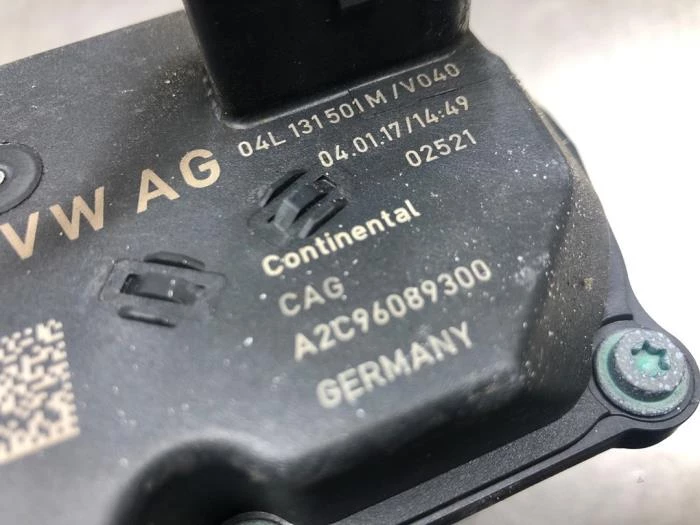 04L 131 501 M / V040
04.01.17/14:49
02521
VW AG
Continental
CAG
A2C96089300
GERMANY